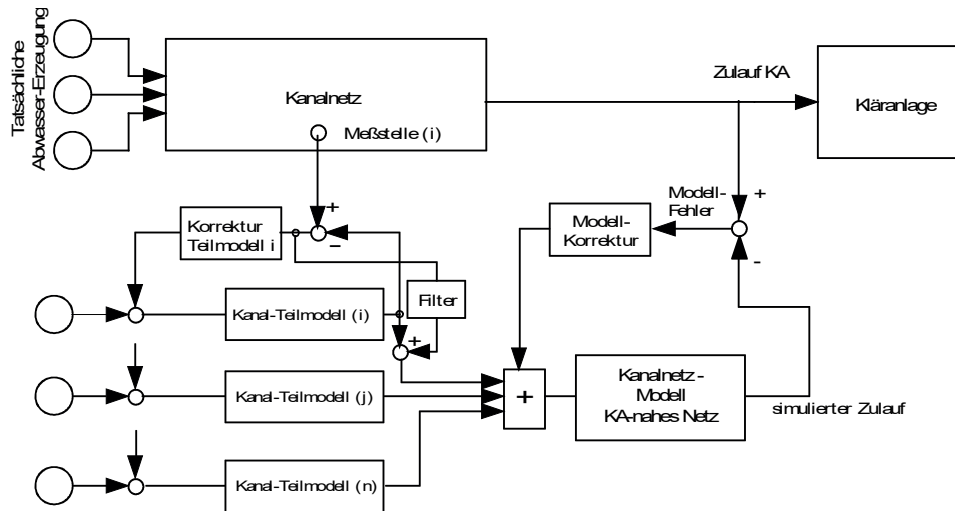 Tatsächliche
Abwasser-Erzeugung
Kanalnetz
Meßstelle (i)
Zulauf KA
Kläranlage
+
–
Korrektur
Teilmodell i
Modell-
Korrektur
Modell-
Fehler
+
-
Filter
Kanal-Teilmodell (i)
+
Kanal-Teilmodell (j)
+
Kanalnetz -
Modell
KA-nahes Netz
simulierter Zulauf
Kanal-Teilmodell (n)